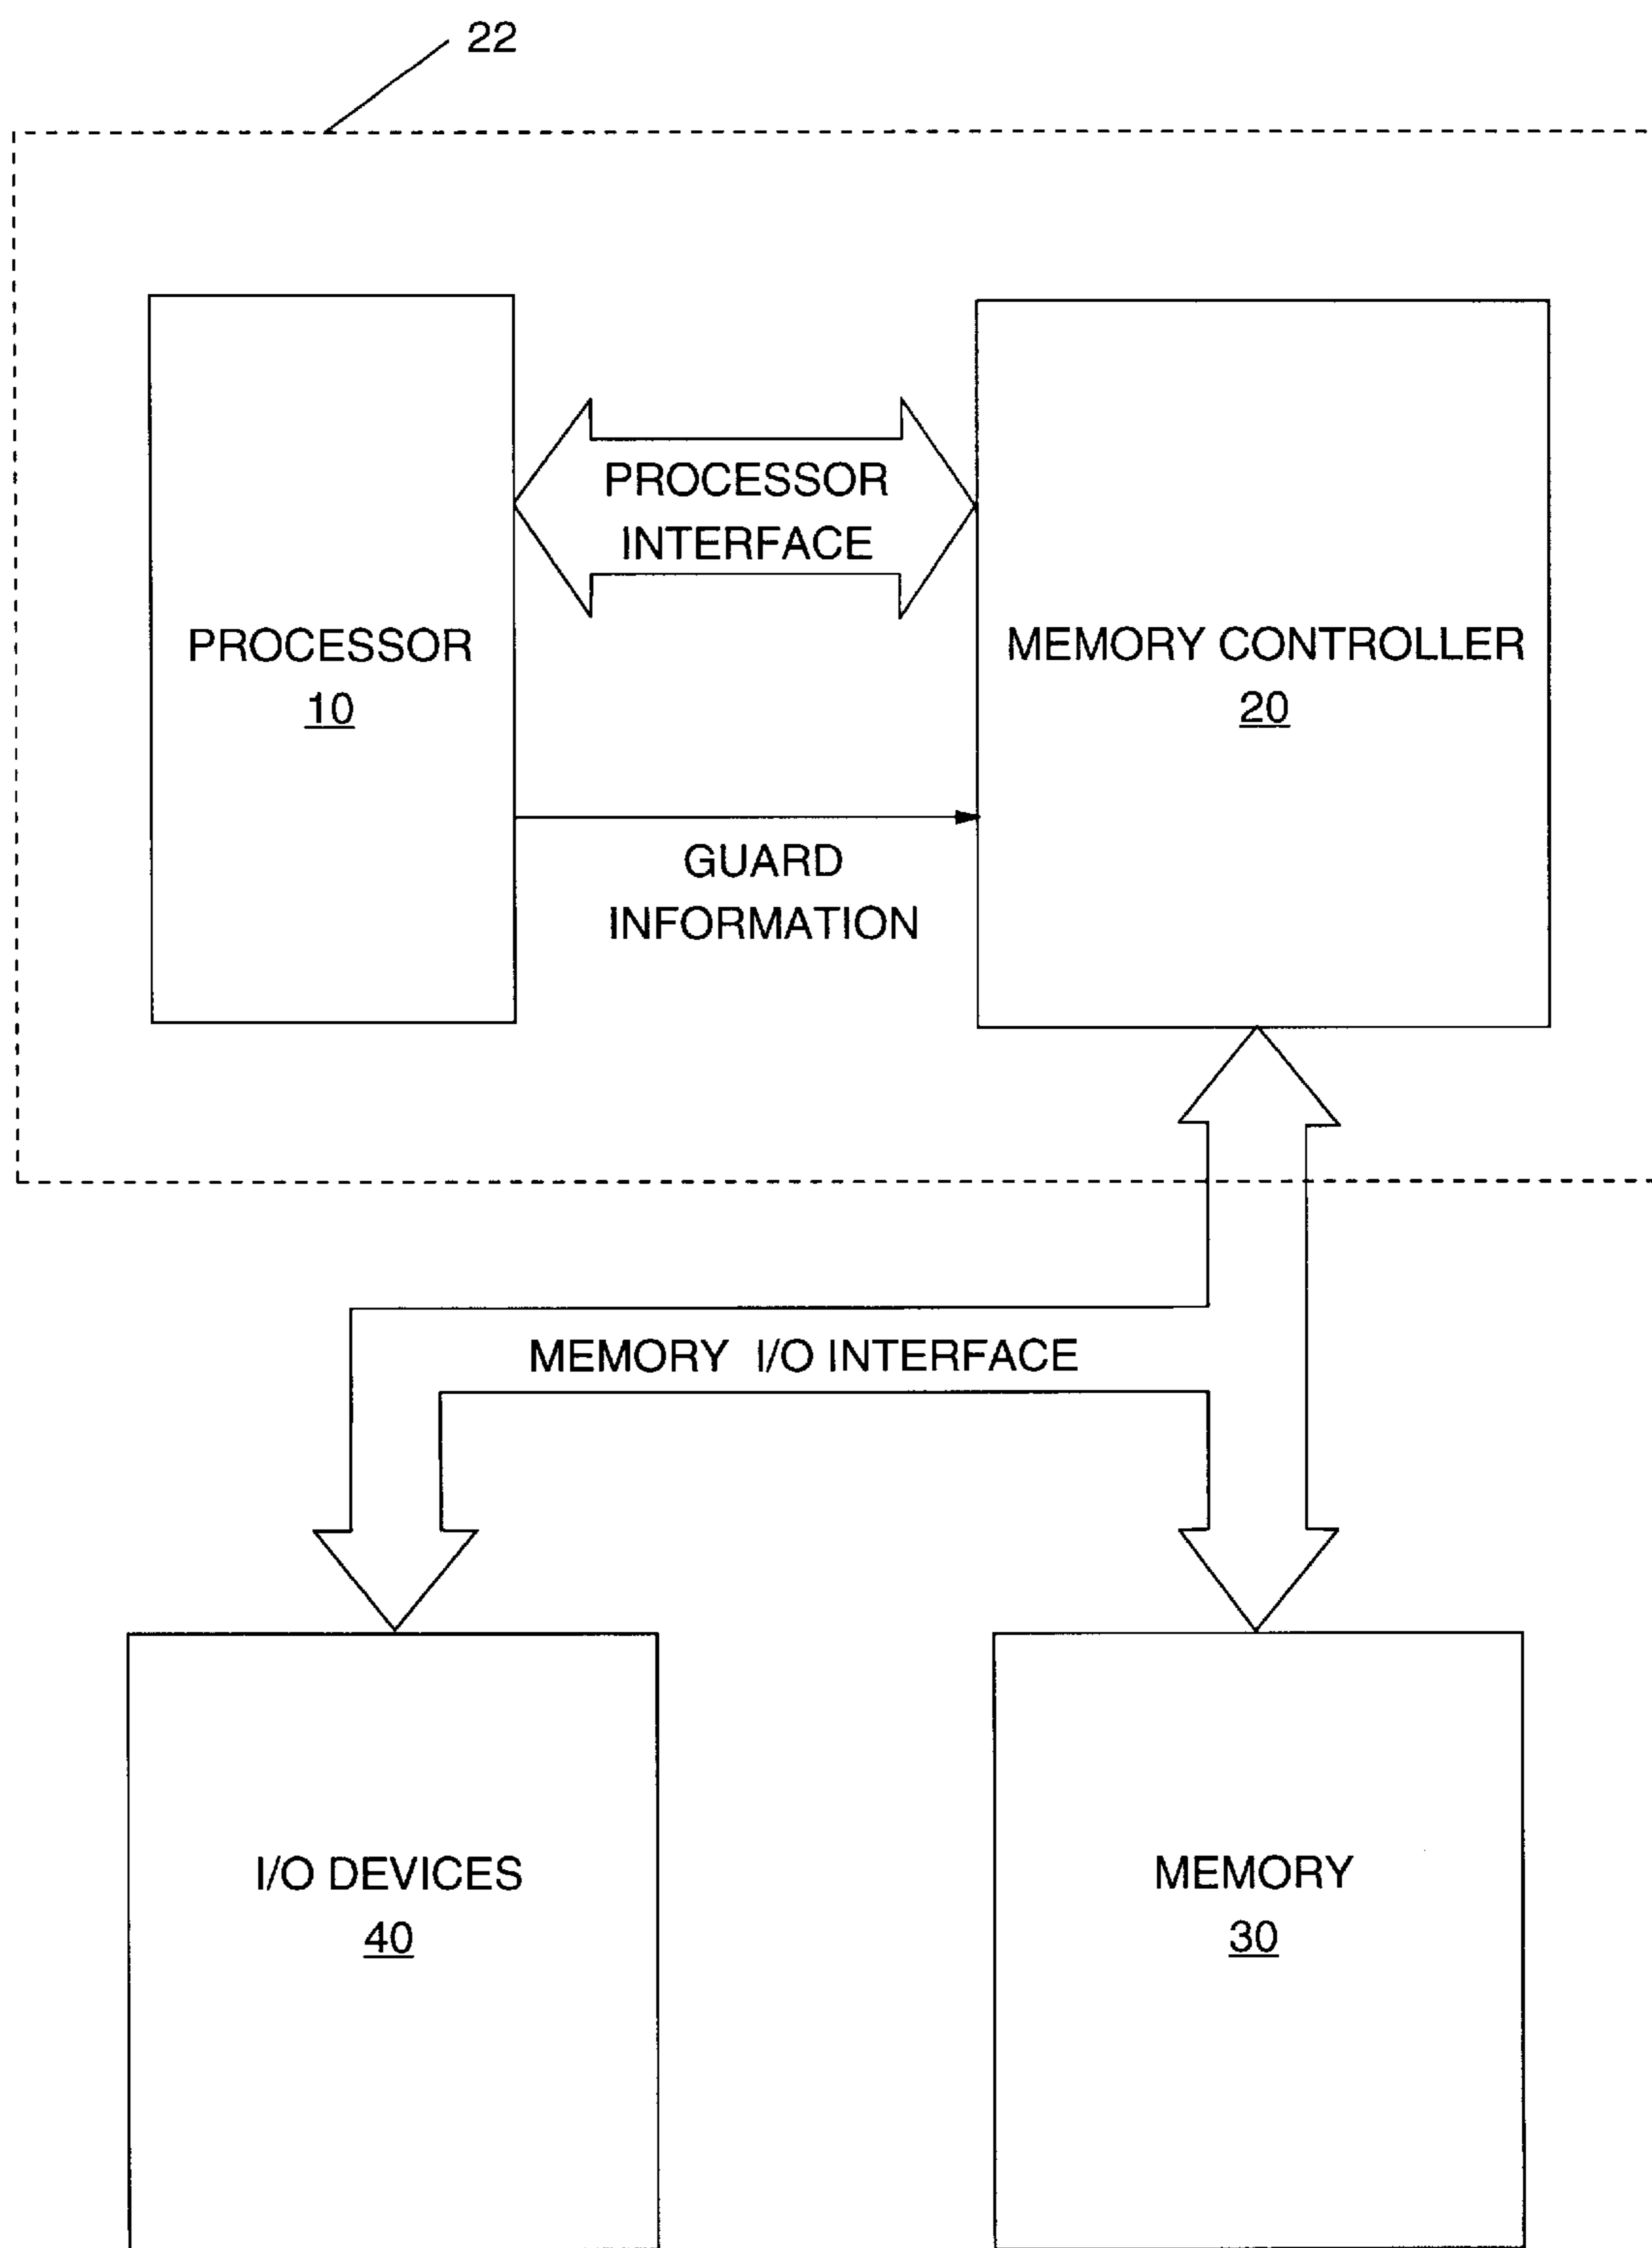 22
PROCESSOR
INTERFACE
PROCESSOR
10
MEMORY CONTROLLER
20
GUARD
INFORMATION
MEMORY I/O INTERFACE
I/O DEVICES
40
MEMORY
30